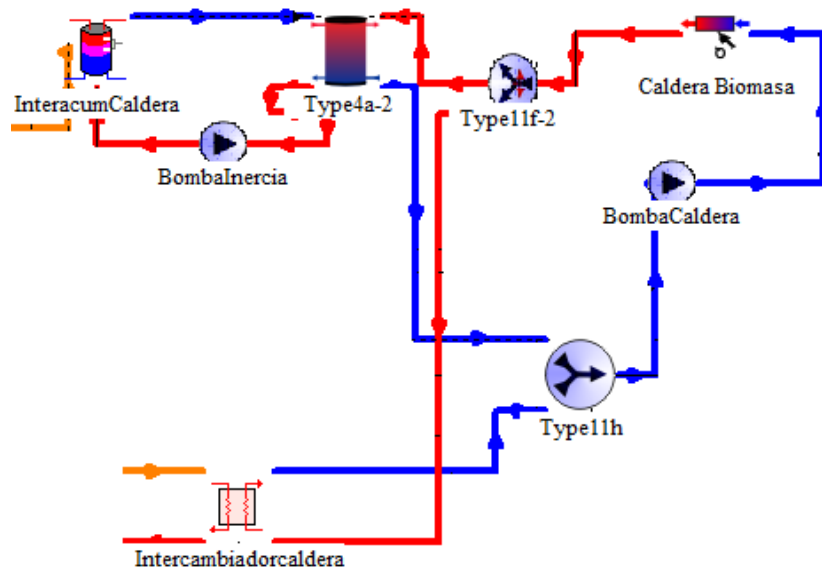 InteracumCaldera
Type4a-2
Type11f-2
Caldera Biomasa
BombaInercia
BombaCaldera
Type11h
Intercambiadorcaldera